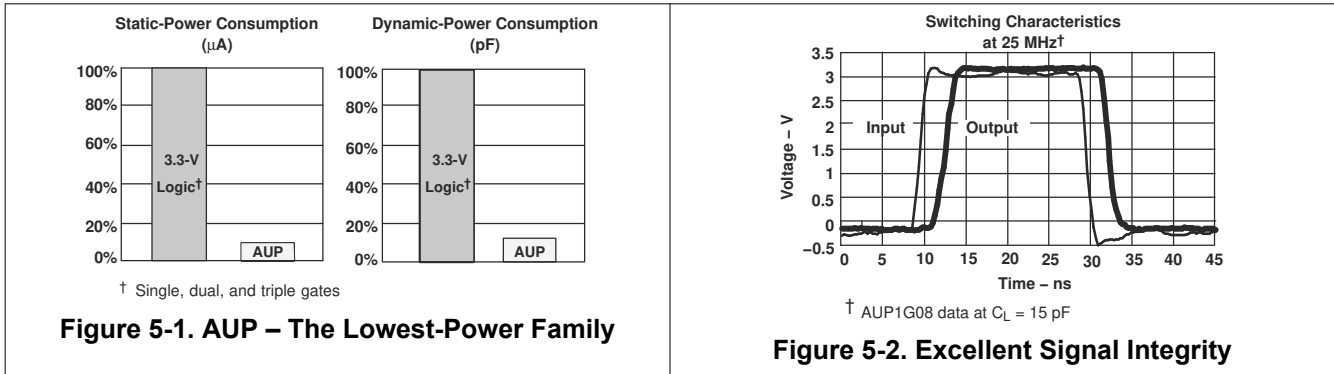 Static-Power Consumption
(μA)
100%
80%
60%
40%
20%
0%
3.3-V
Logic†
AUP
Dynamic-Power Consumption
(pF)
100%
80%
60%
40%
20%
0%
3.3-V
Logic†
AUP
† Single, dual, and triple gates
Figure 5-1. AUP – The Lowest-Power Family
Switching Characteristics
at 25 MHz†
3.5
3.0
2.5
2
1.5
1
0.5
0
−0.5
Voltage – V
Input
Output
0 5 10 15 20 25 30 35 40 45
Time – ns
† AUP1G08 data at CL = 15 pF
Figure 5-2. Excellent Signal Integrity